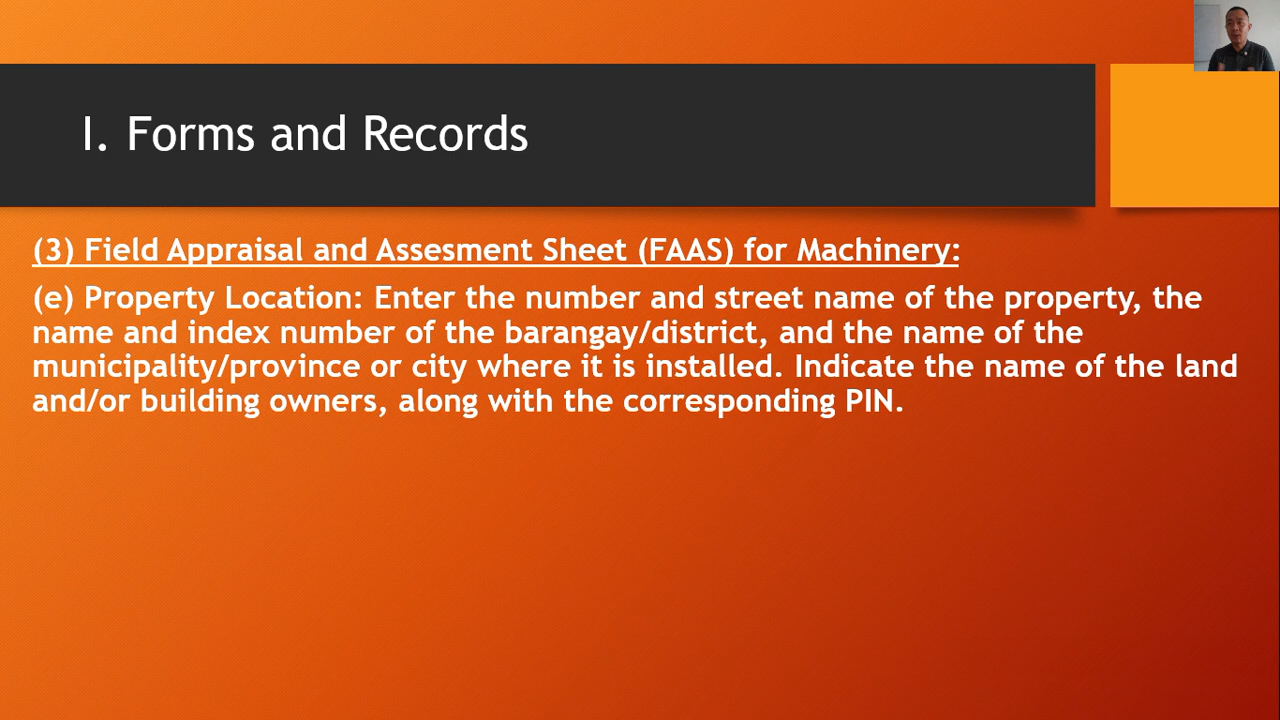 I. Forms and Records
(3) Field Appraisal and Assesment Sheet (FAAS) for Machinery:
(e) Property Location: Enter the number and street name of the property, the
name and index number of the barangay/district, and the name of the
municipality/province or city where it is installed. Indicate the name of the land
and/or building owners, along with the corresponding PIN.